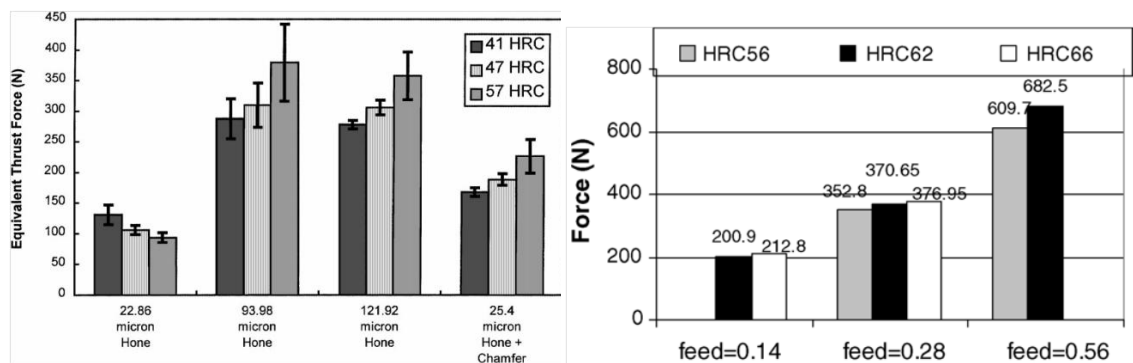 Equivalent Thrust Force (N)
450
400
350
300
250
200
150
100
50
0
41 HRC
47 HRC
57 HRC
22.86
micron
Hone
93.98
micron
Hone
121.92
micron
Hone
25.4
micron
Hone +
Chamfer
HRC56
HRC62
HRC66
Force (N)
800
600
400
200
0
200.9
212.8
352.8
370.65
376.95
609.7
682.5
feed=0.14
feed=0.28
feed=0.56